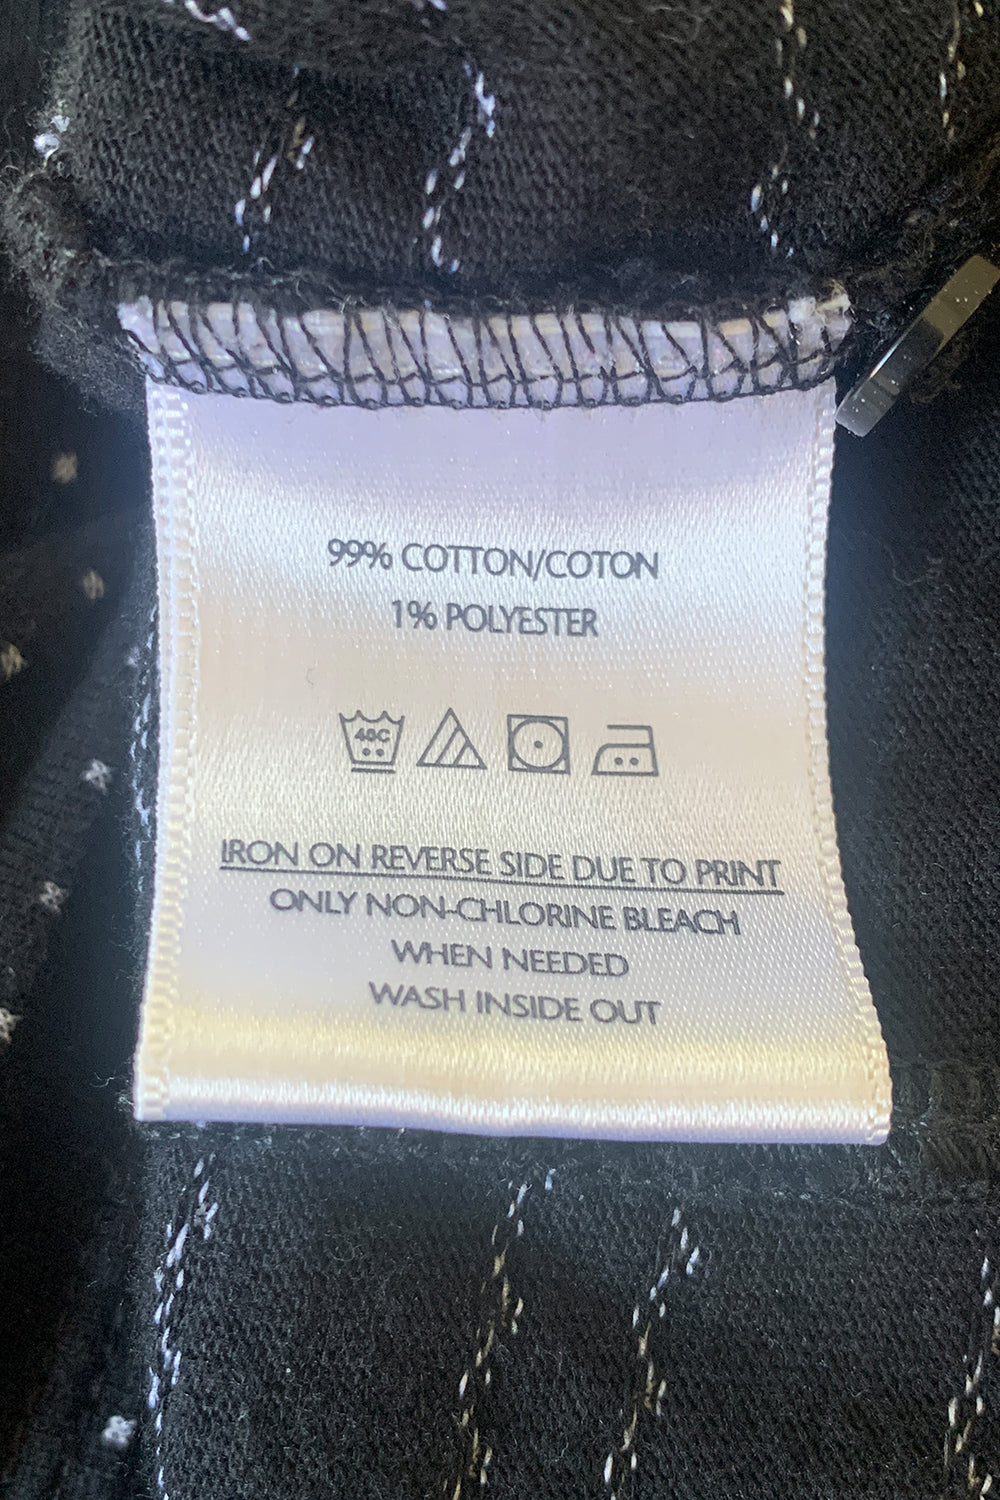 99% COTTON/COTON
1% POLYESTER
40C
IRON ON REVERSE SIDE DUE TO PRINT
ONLY NON-CHLORINE BLEACH
WHEN NEEDED
WASH INSIDE OUT